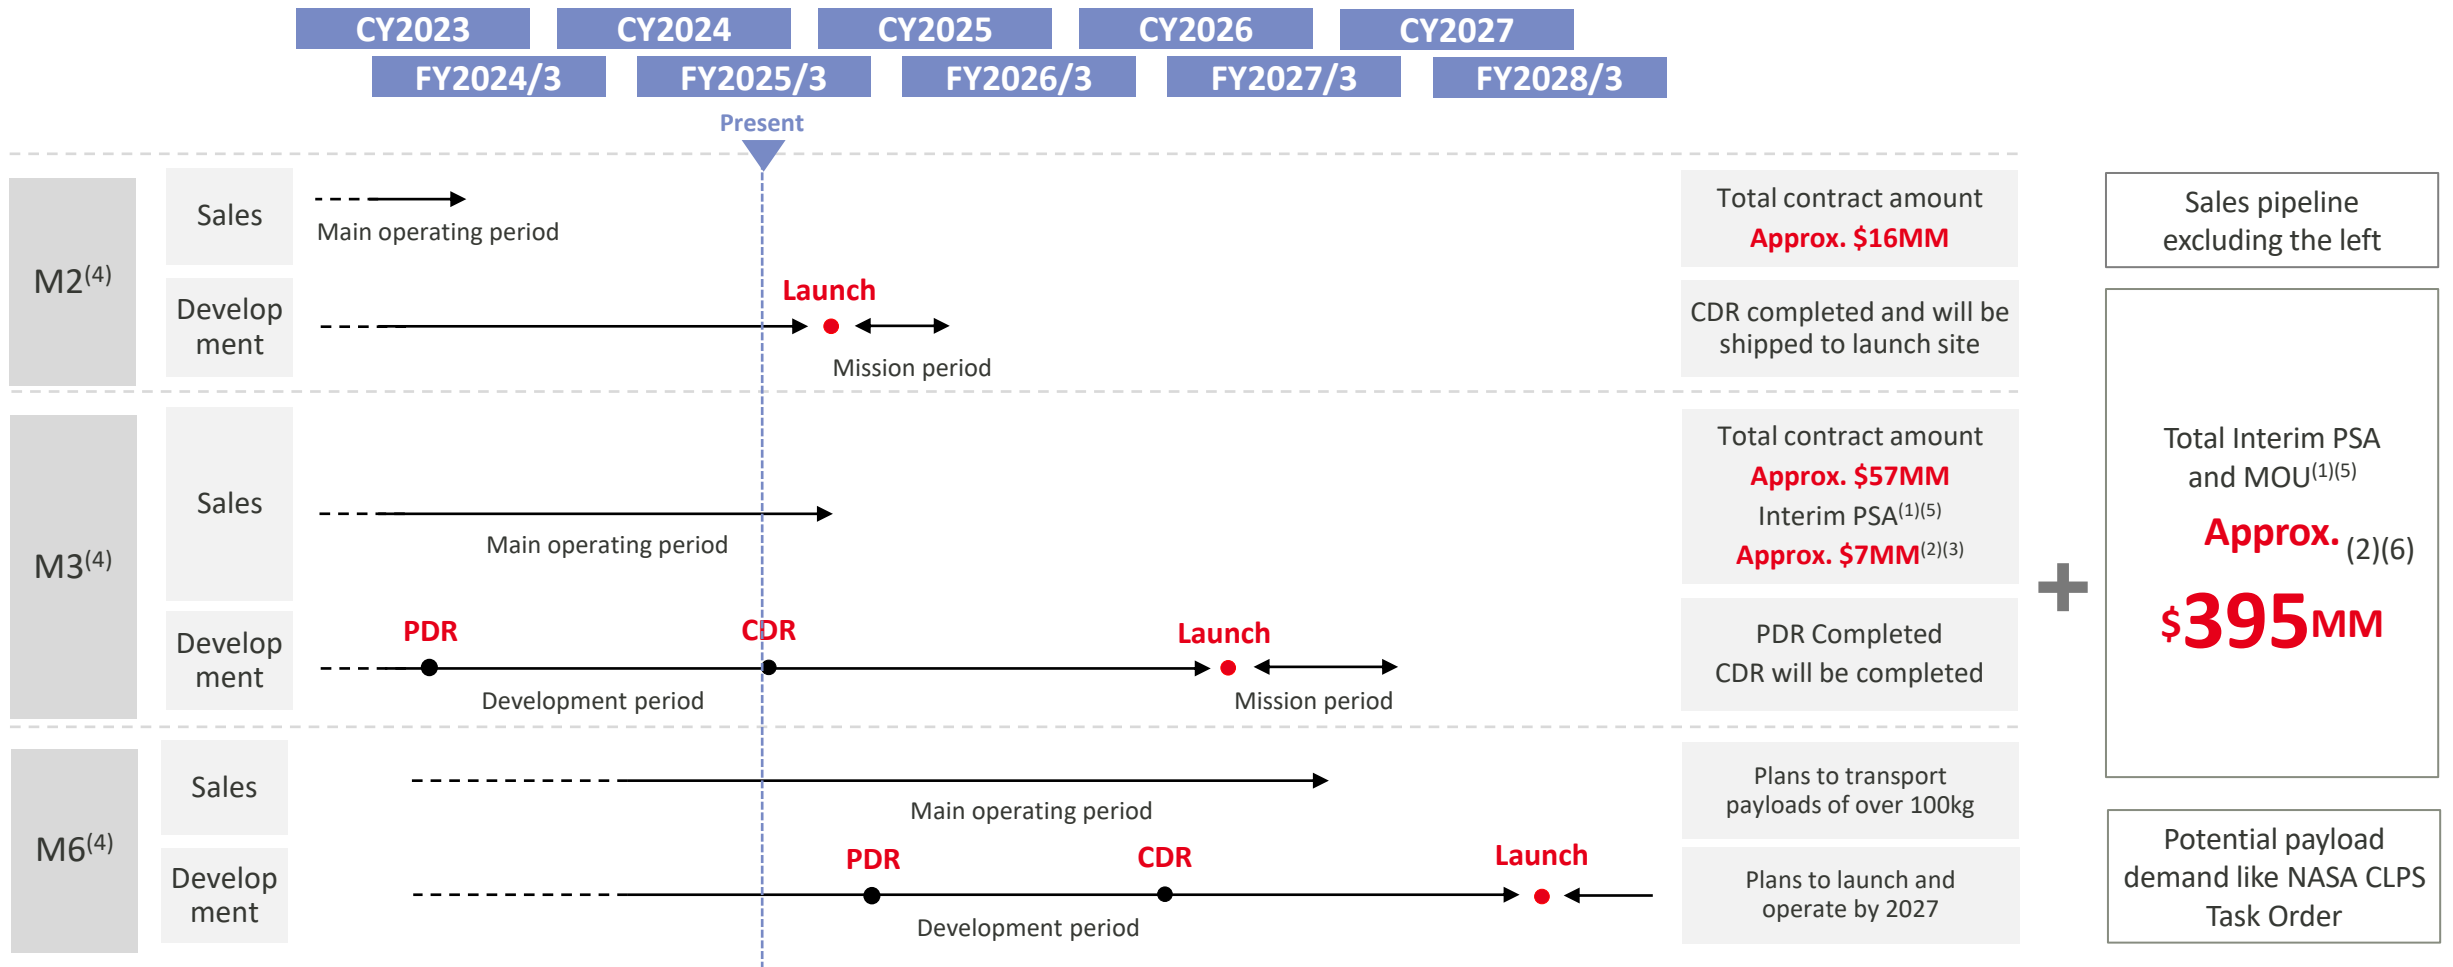 CY2023 CY2024 CY2025 CY2026 CY2027
FY2024/3 FY2025/3 FY2026/3 FY2027/3 FY2028/3
Present
M2(4)
Sales
Main operating period
Total contract amount
Approx. $16MM
Develop
ment
Launch
Mission period
CDR completed and will be
shipped to launch site
M3(4)
Sales
Main operating period
Total contract amount
Approx. $57MM
Interim PSA(1)(5)
Approx. $7MM(2)(3)
Develop
ment
PDR
CDR
Launch
Development period
Mission period
PDR Completed
CDR will be completed
M6(4)
Sales
Main operating period
Plans to transport
payloads of over 100kg
Develop
ment
PDR
CDR
Launch
Development period
Plans to launch and
operate by 2027
+
Sales pipeline
excluding the left
Total Interim PSA
and MOU(1)(5)
Approx. (2)(6)
$395MM
Potential payload
demand like NASA CLPS
Task Order